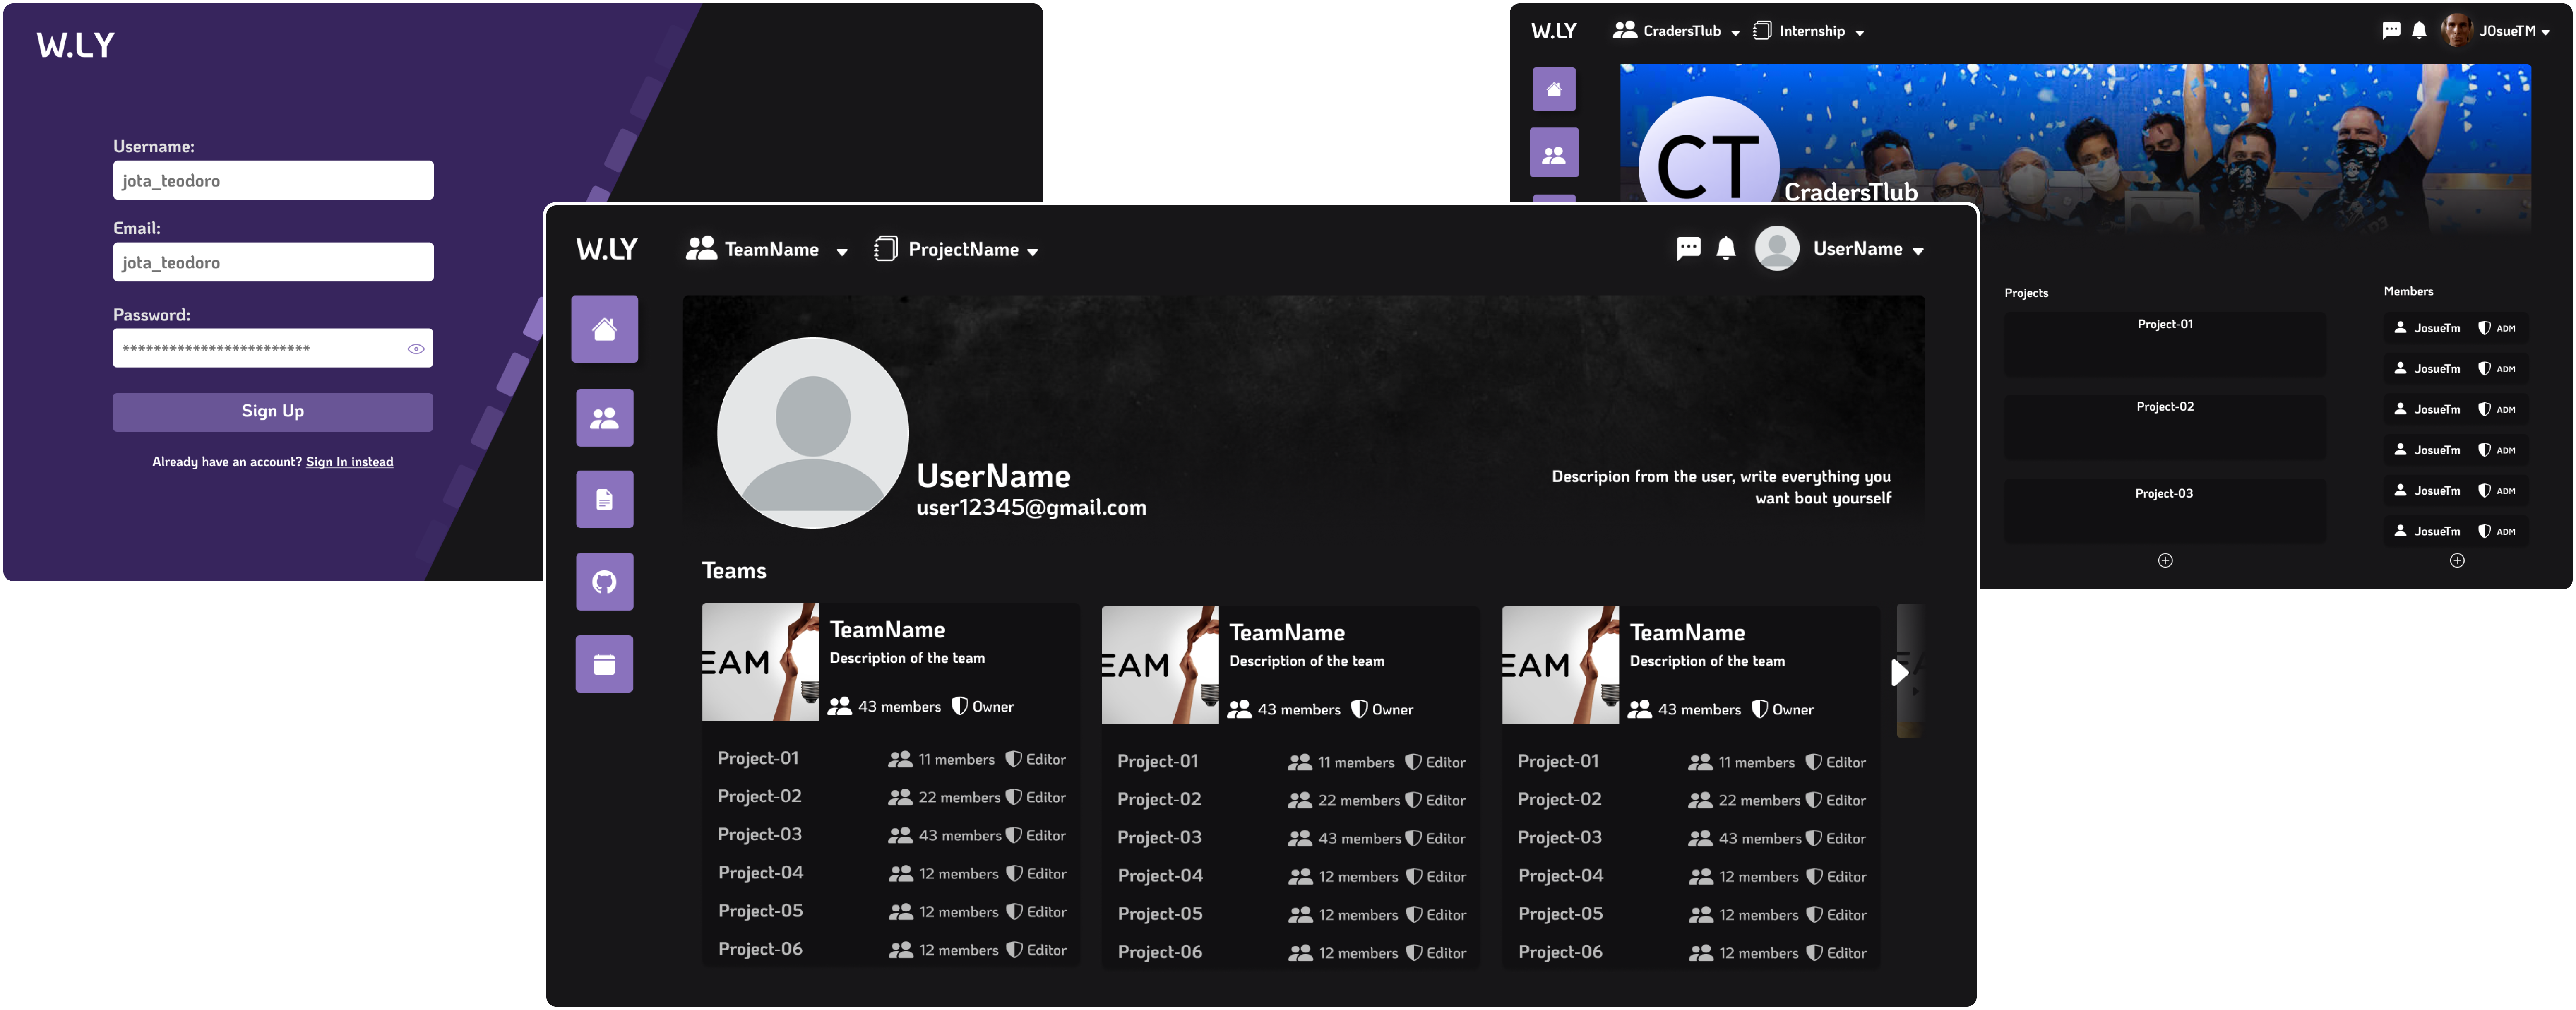 W.LY
Username:
jota_teodoro
Email:
jota_teodoro
Password:
************************
Sign Up
Already have an account? Sign In instead
W.LY CradersTlub Internship J0sueTM
CT
CradersTlub
Projects
Project-01
Project-02
Project-03
Members
JosueTm ADM
JosueTm ADM
JosueTm ADM
JosueTm ADM
JosueTm ADM
JosueTm ADM
W.LY TeamName ProjectName UserName
UserName
user12345@gmail.com
Descripion from the user, write everything you
want bout yourself
Teams
EAM
TeamName
Description of the team
43 members Owner
Project-01 11 members Editor
Project-02 22 members Editor
Project-03 43 members Editor
Project-04 12 members Editor
Project-05 12 members Editor
Project-06 12 members Editor
EAM
TeamName
Description of the team
43 members Owner
Project-01 11 members Editor
Project-02 22 members Editor
Project-03 43 members Editor
Project-04 12 members Editor
Project-05 12 members Editor
Project-06 12 members Editor
EAM
TeamName
Description of the team
43 members Owner
Project-01 11 members Editor
Project-02 22 members Editor
Project-03 43 members Editor
Project-04 12 members Editor
Project-05 12 members Editor
Project-06 12 members Editor